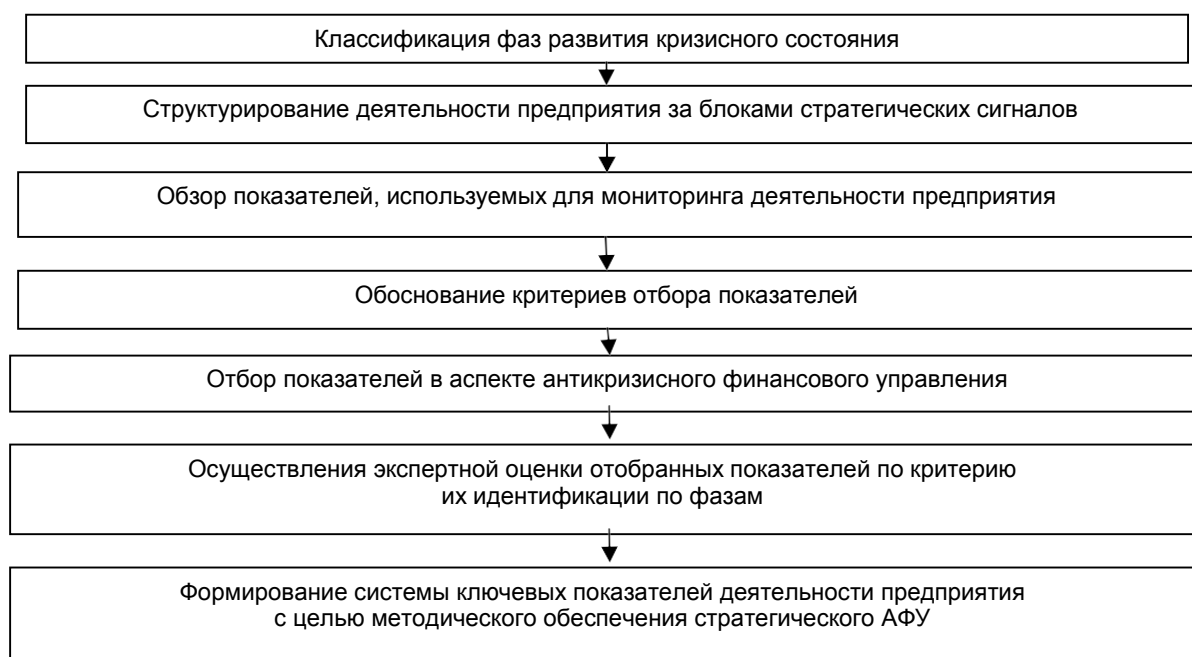 Классификация фаз развития кризисного состояния
Структурирование деятельности предприятия за блоками стратегических сигналов
Обзор показателей, используемых для мониторинга деятельности предприятия
Обоснование критериев отбора показателей
Отбор показателей в аспекте антикризисного финансового управления
Осуществления экспертной оценки отобранных показателей по критерию
их идентификации по фазам
Формирование системы ключевых показателей деятельности предприятия
с целью методического обеспечения стратегического АФУ